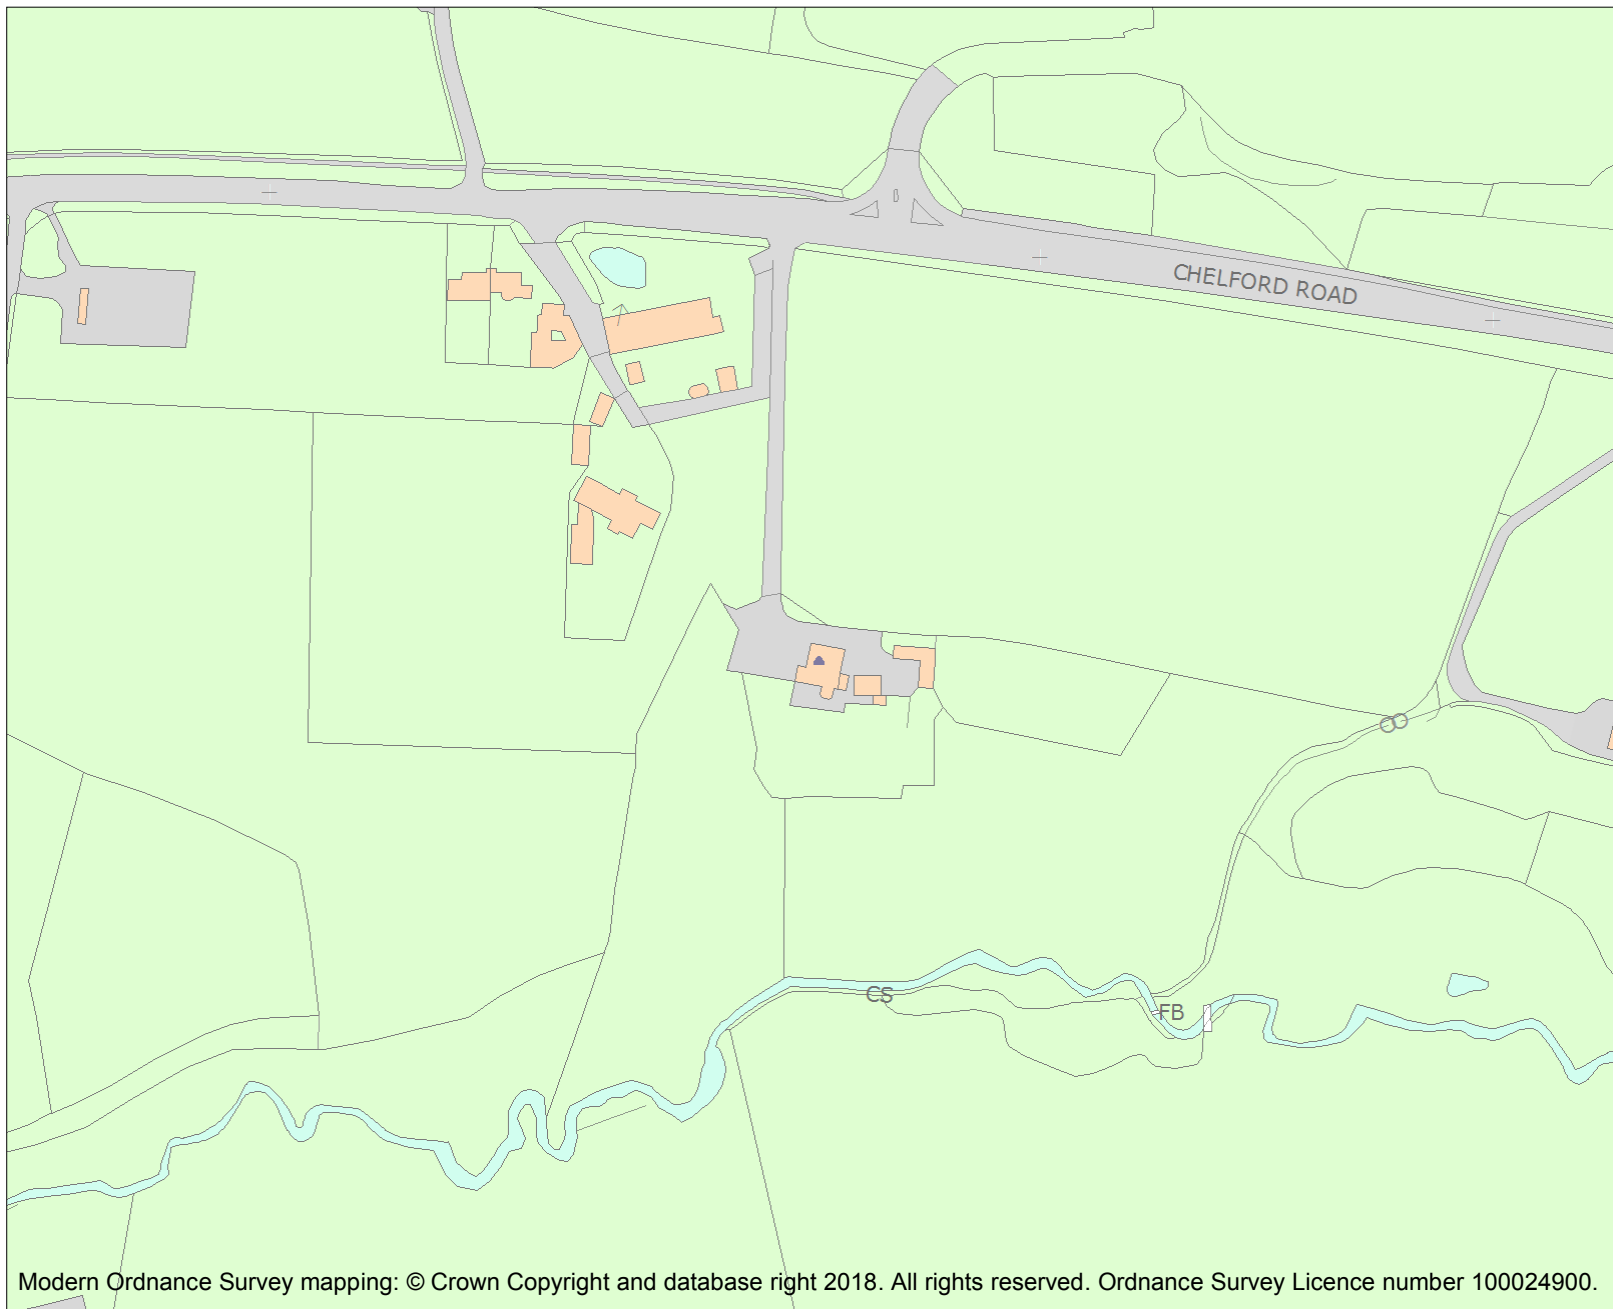 CHELFORD ROAD
CS
FB
Modern Ordnance Survey mapping: © Crown Copyright and database right 2018. All rights reserved. Ordnance Survey Licence number 100024900.